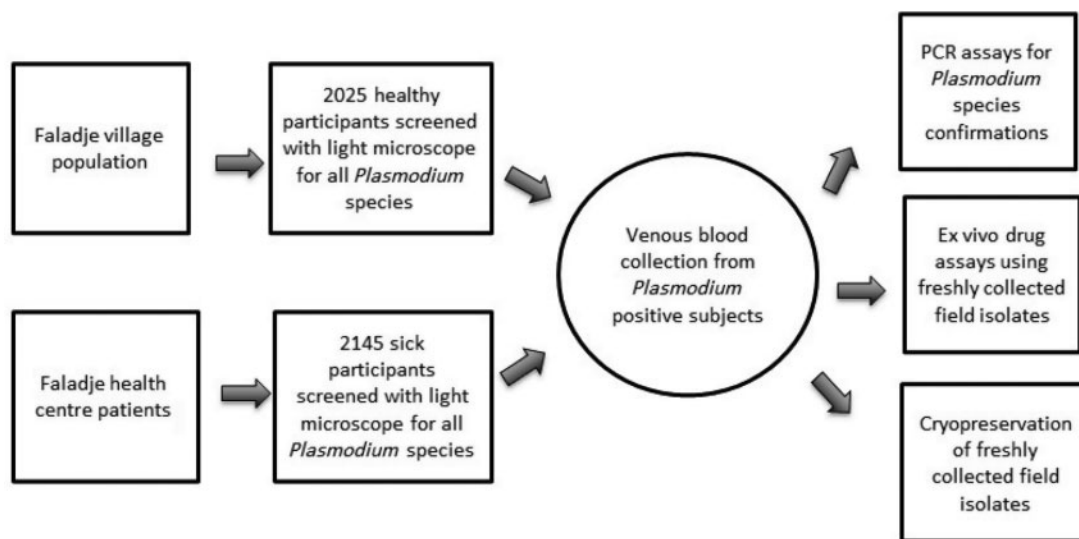 Faladje village
population
2025 healthy
participants screened
with light microscope
for all Plasmodium
species
Faladje health
centre patients
2145 sick
participants
screened with light
microscope for all
Plasmodium species
Venous blood
collection from
Plasmodium
positive subjects
PCR assays for
Plasmodium
species
confirmations
Ex vivo drug
assays using
freshly collected
field isolates
Cryopreservation
of freshly
collected field
isolates